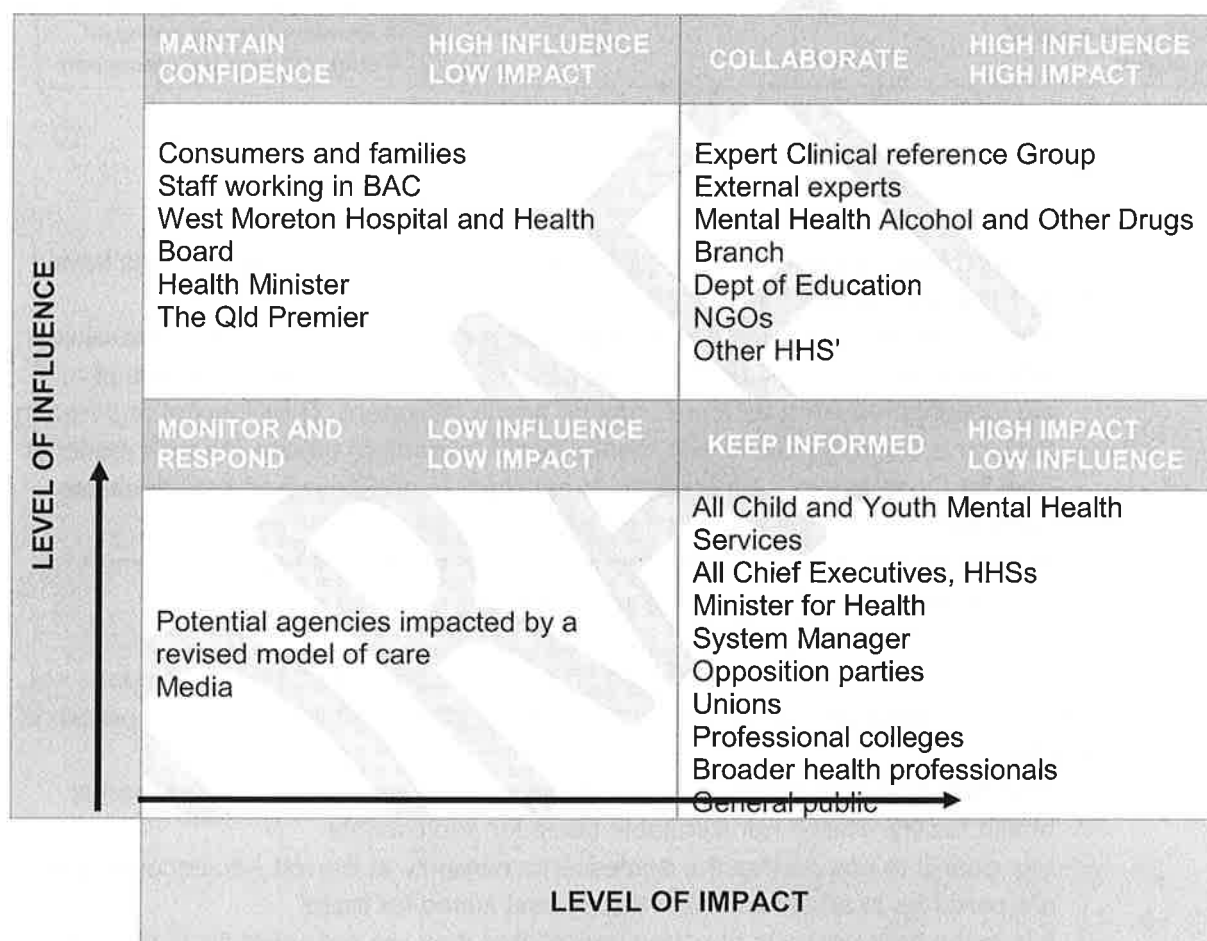 MAINTAIN CONFIDENCE
HIGH INFLUENCE LOW IMPACT
COLLABORATE
HIGH INFLUENCE HIGH IMPACT
Consumers and families
Staff working in BAC
West Moreton Hospital and Health
Board
Health Minister
The Qld Premier
Expert Clinical reference Group
External experts
Mental Health Alcohol and Other Drugs
Branch
Dept of Education
NGOs
Other HHS'
MONITOR AND RESPOND
LOW INFLUENCE LOW IMPACT
KEEP INFORMED
HIGH IMPACT LOW INFLUENCE
Potential agencies impacted by a
revised model of care
Media
All Child and Youth Mental Health
Services
All Chief Executives, HHSs
Minister for Health
System Manager
Opposition parties
Unions
Professional colleges
Broader health professionals
General public
LEVEL OF INFLUENCE
LEVEL OF IMPACT
DRAFT